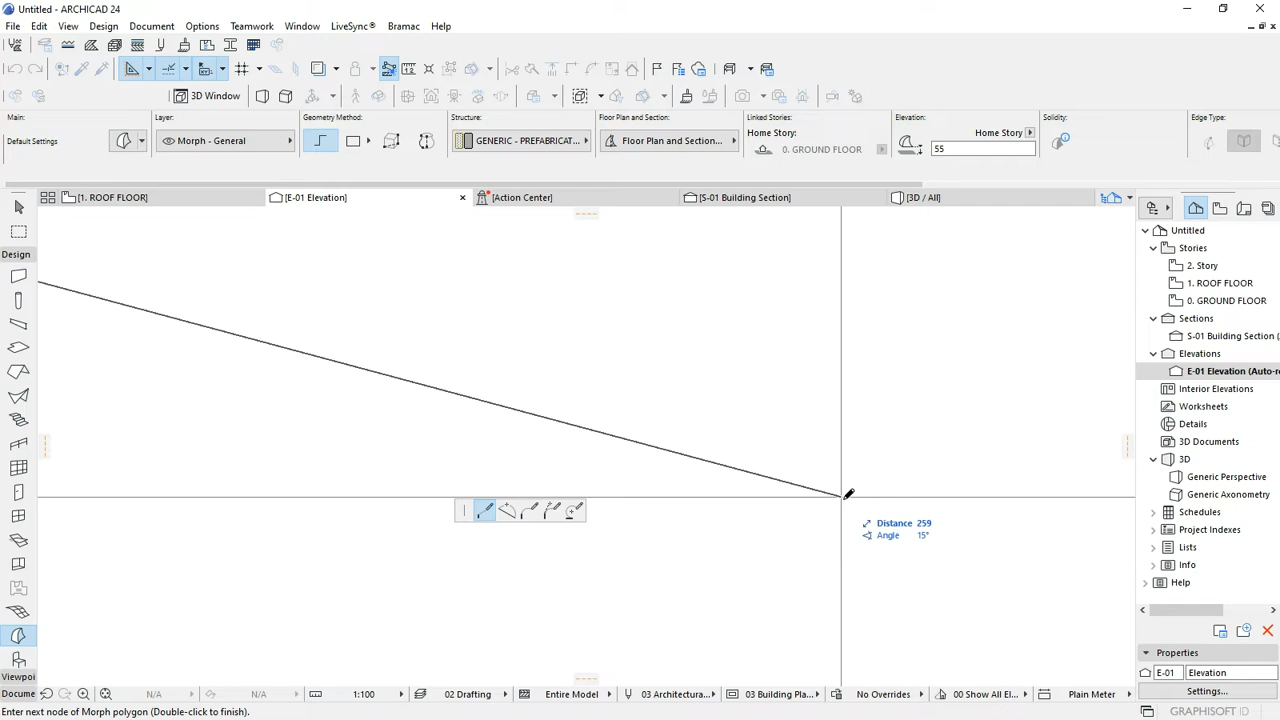 Untitled - ARCHICAD 24
File Edit View Design Document Options Teamwork Window LiveSync® Bramac Help
3D Window
Main: Layer: Geometry Method: Structure: Floor Plan and Section: Linked Stories: Elevation: Solidity: Edge Type:
Home Story: Home Story
Default Settings Morph - General GENERIC - PREFABRICAT... Floor Plan and Section... 0. GROUND FLOOR 55
[1. ROOF FLOOR] [E-01 Elevation] [Action Center] [S-01 Building Section] [3D / All]
Untitled
Stories
Design
2. Story
1. ROOF FLOOR
0. GROUND FLOOR
Sections
S-01 Building Section (
Elevations
E-01 Elevation (Auto-r
Interior Elevations
Worksheets
Details
3D Documents
3D
Generic Perspective
Generic Axonometry
Schedules
Distance 259
Angle 15°
Project Indexes
Lists
Info
Help
Properties
Viewpoi
E-01 Elevation
Docume N/A N/A 1:100 02 Drafting Entire Model 03 Architectura... 03 Building Pla... No Overrides 00 Show All El... Plain Meter Settings...
Enter next node of Morph polygon (Double-click to finish). GRAPHISOFT ID